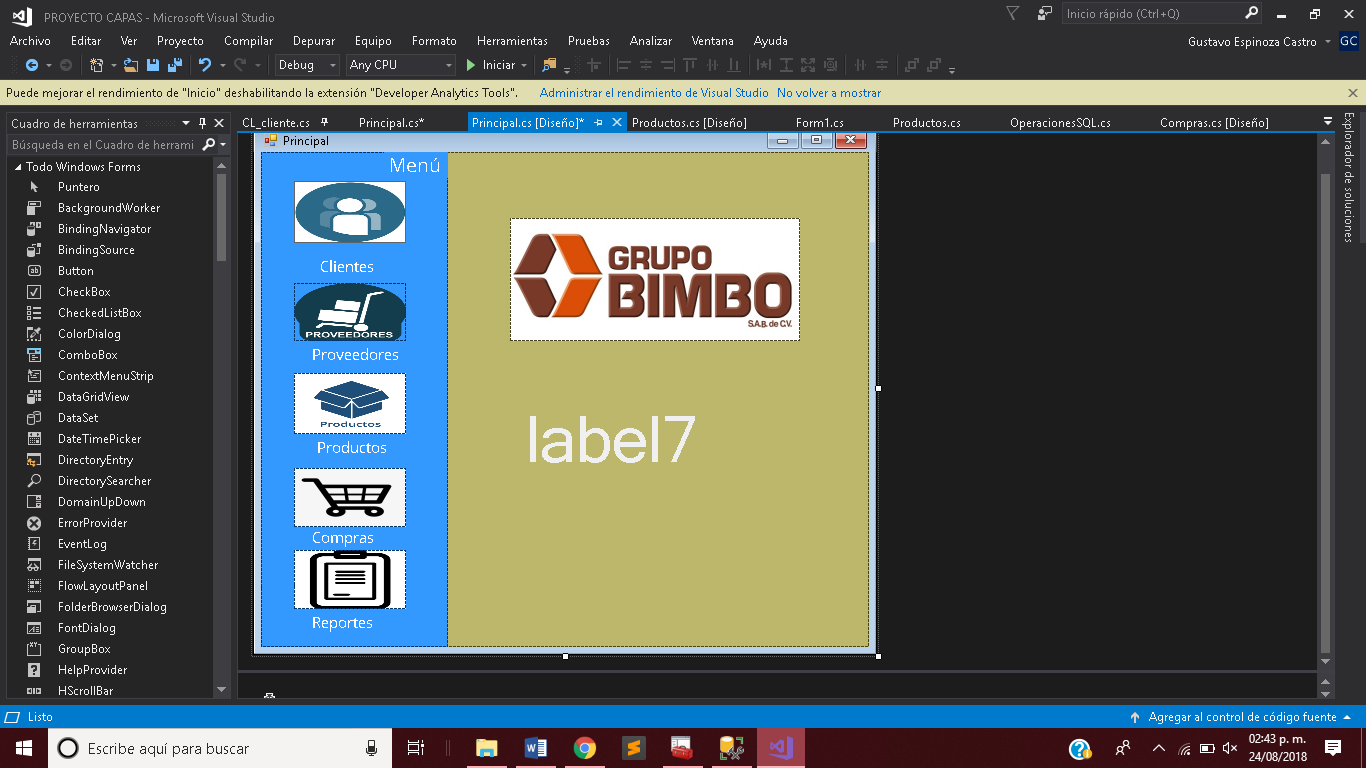 PROYECTO CAPAS - Microsoft Visual Studio
Inicio rápido (Ctrl+Q)
Archivo Editar Ver Proyecto Compilar Depurar Equipo Formato Herramientas Pruebas Analizar Ventana Ayuda
Gustavo Espinoza Castro GC
Debug Any CPU Iniciar
Puede mejorar el rendimiento de "Inicio" deshabilitando la extensión "Developer Analytics Tools". Administrar el rendimiento de Visual Studio No volver a mostrar
Cuadro de herramientas
CL_cliente.cs Principal.cs* Principal.cs [Diseño]* Productos.cs [Diseño] Form1.cs Productos.cs OperacionesSQL.cs Compras.cs [Diseño]
Explorador de soluciones
Búsqueda en el Cuadro de herrami
Todo Windows Forms
Puntero
BackgroundWorker
BindingNavigator
BindingSource
Button
CheckBox
CheckedListBox
ColorDialog
ComboBox
ContextMenuStrip
DataGridView
DataSet
DateTimePicker
DirectoryEntry
DirectorySearcher
DomainUpDown
ErrorProvider
EventLog
FileSystemWatcher
FlowLayoutPanel
FolderBrowserDialog
FontDialog
GroupBox
HelpProvider
HScrollBar
Principal
Menú
Clientes
PROVEEDORES
Proveedores
Productos
Productos
Compras
Reportes
GRUPO
BIMBO
S.A.B. de C.V.
label7
Listo
Agregar al control de código fuente
Escribe aquí para buscar
02:43 p. m.
24/08/2018